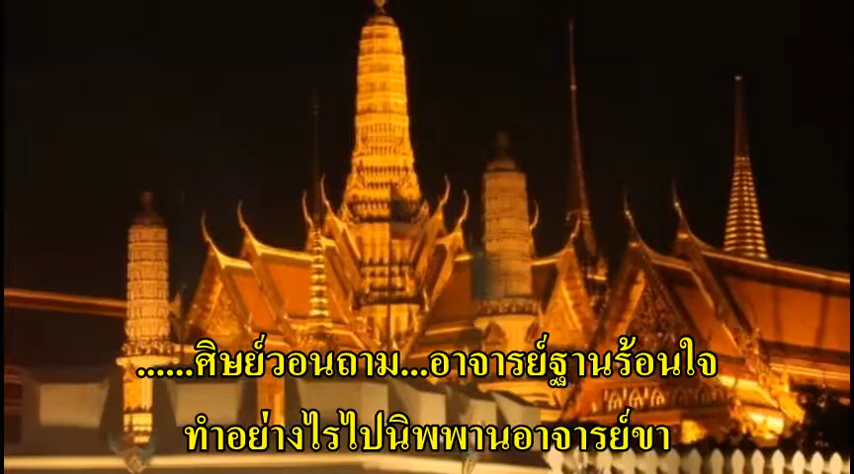 ......ศิษย์วอนถาม...อาจารย์ฐานร้อนใจ
ทำอย่างไรไปนิพพานอาจารย์ขา